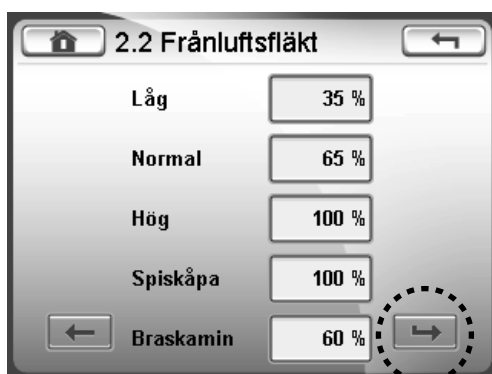 2.2 Frånluftsfläkt
Låg 35 %
Normal 65 %
Hög 100 %
Spiskåpa 100 %
Braskamin 60 %